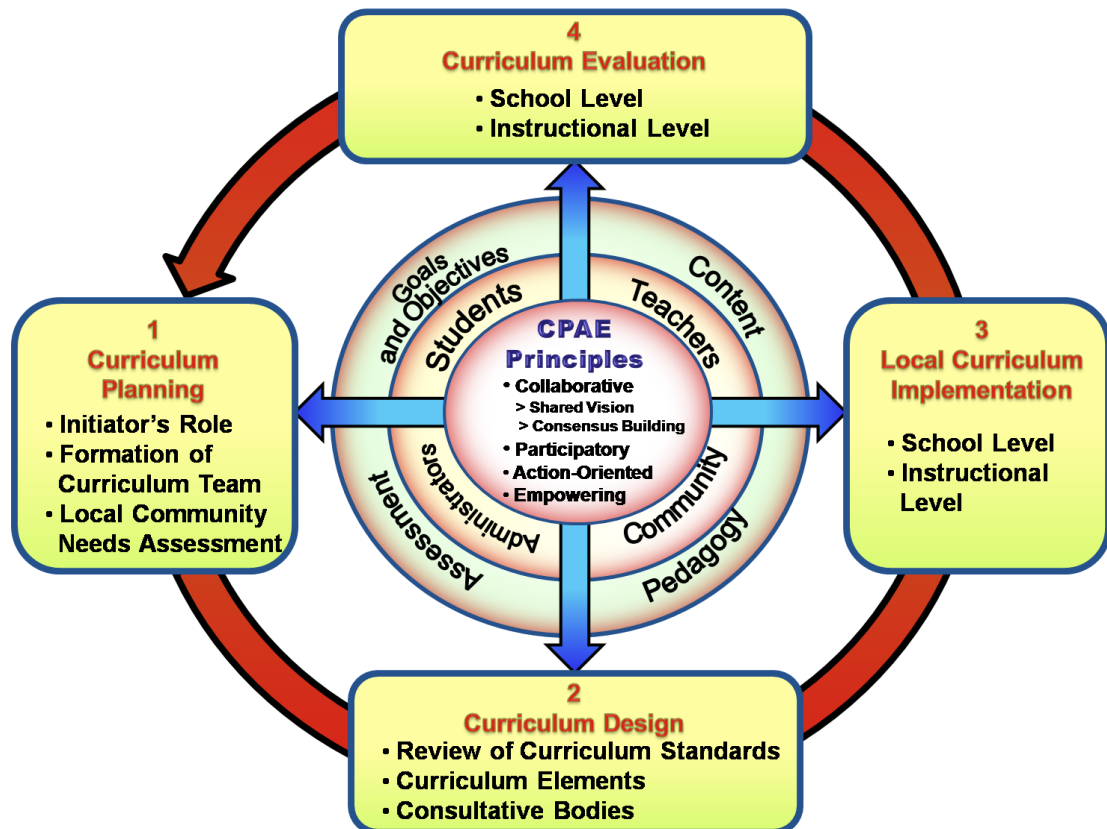 4
Curriculum Evaluation
• School Level
• Instructional Level
1
Curriculum
Planning
• Initiator's Role
• Formation of
Curriculum Team
• Local Community
Needs Assessment
Goals
and Objectives
Content
Students
Teachers
CPAE
Principles
• Collaborative
> Shared Vision
> Consensus Building
• Participatory
• Action-Oriented
• Empowering
Administrators
Community
Assessment
Pedagogy
3
Local Curriculum
Implementation
• School Level
• Instructional
Level
2
Curriculum Design
• Review of Curriculum Standards
• Curriculum Elements
• Consultative Bodies